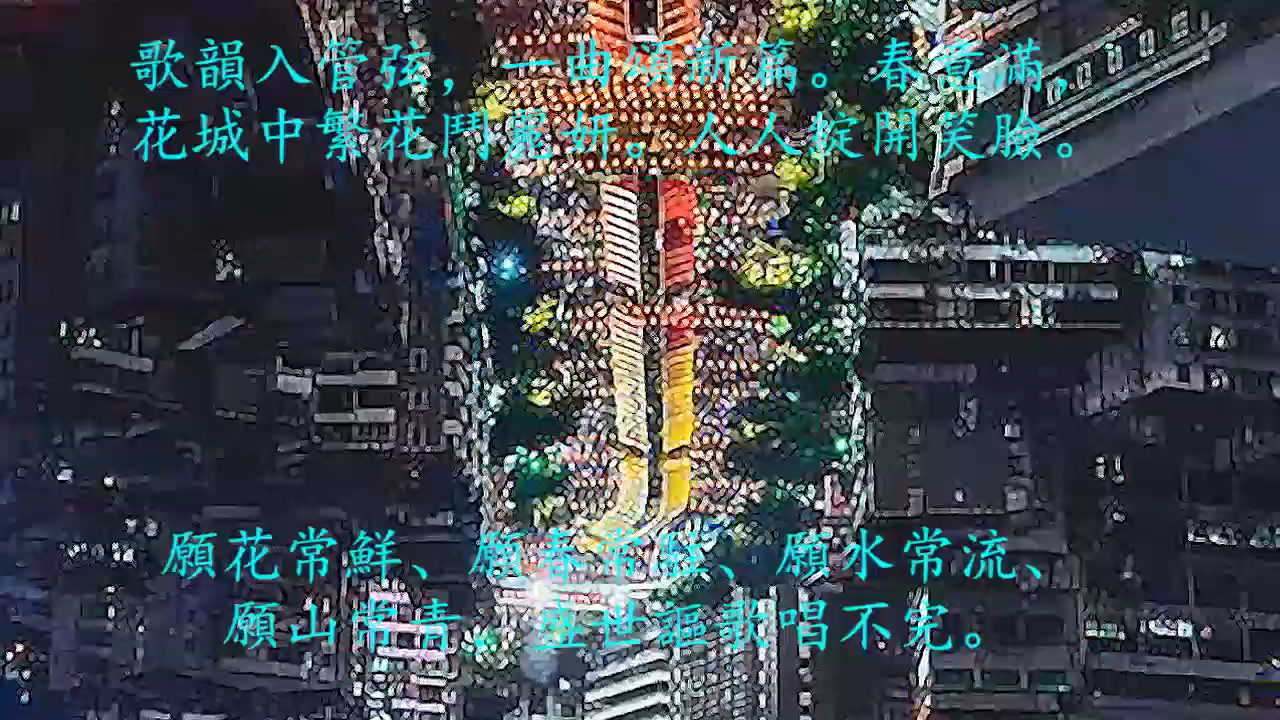 歌韻入管弦，一曲頌新篇。春意滿，
花城中繁花鬥麗妍。人人綻開笑臉。
願花常鮮、願春常駐、願水常流、
願山常青。盛世謳歌唱不完。